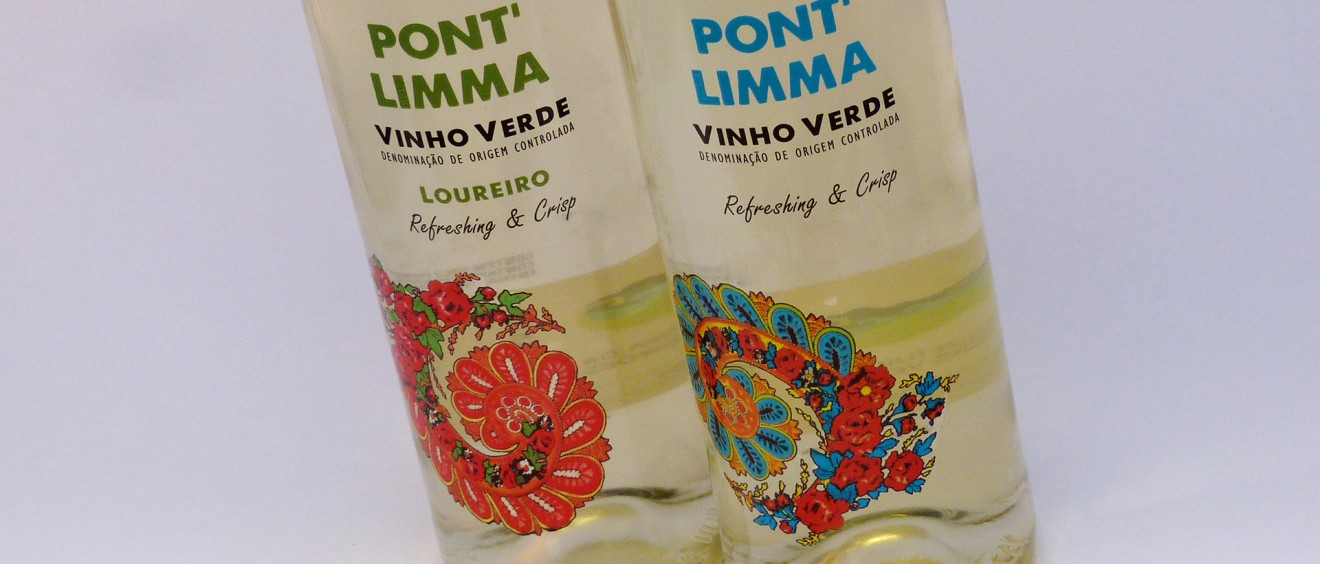 PONT'
LIMMA
VINHO VERDE
DENOMINAÇÃO DE ORIGEM CONTROLADA
LOUREIRO
Refreshing & Crisp
PONT'
LIMMA
VINHO VERDE
DENOMINAÇÃO DE ORIGEM CONTROLADA
Refreshing & Crisp